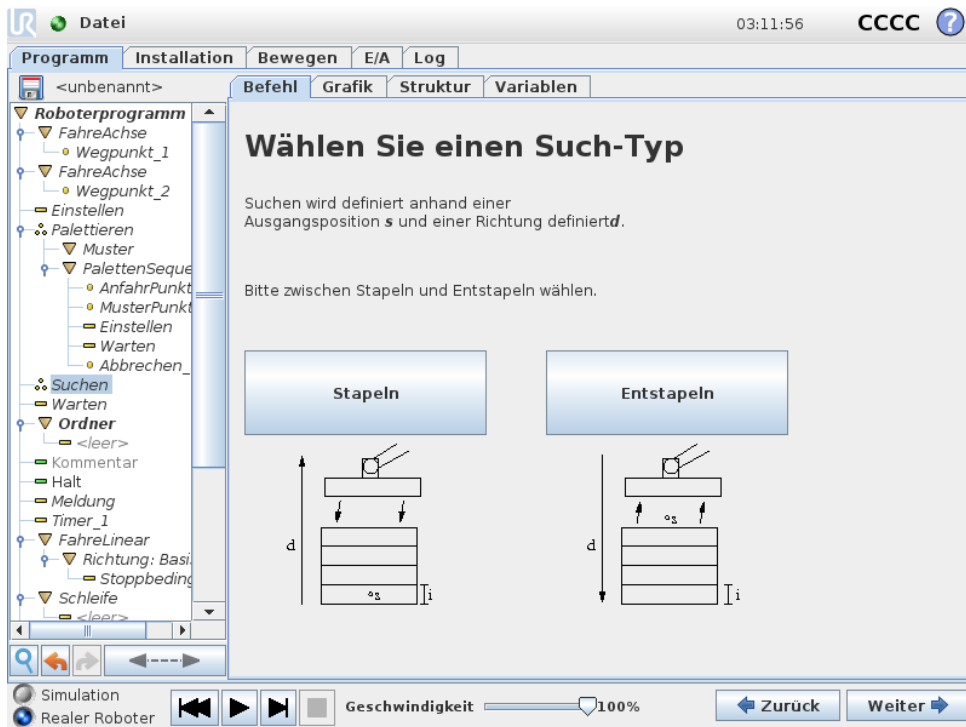 UR Datei 03:11:56 CCCC ?
Programm Installation Bewegen E/A Log
<unbenannt>
Befehl Grafik Struktur Variablen
Roboterprogramm
FahreAchse
Wegpunkt_1
FahreAchse
Wegpunkt_2
Einstellen
Palettieren
Muster
PalettenSeque
AnfahrPunkt
MusterPunkt
Einstellen
Warten
Abbrechen_
Suchen
Warten
Ordner
<leer>
Kommentar
Halt
Meldung
Timer_1
FahreLinear
Richtung: Basi
Stoppbeding
Schleife
<leer>
Wählen Sie einen Such-Typ
Suchen wird definiert anhand einer
Ausgangsposition s und einer Richtung definiertd.
Bitte zwischen Stapeln und Entstapeln wählen.
Stapeln
Entstapeln
d
s
i
d
s
i
Simulation
Realer Roboter
Geschwindigkeit 100%
Zurück
Weiter